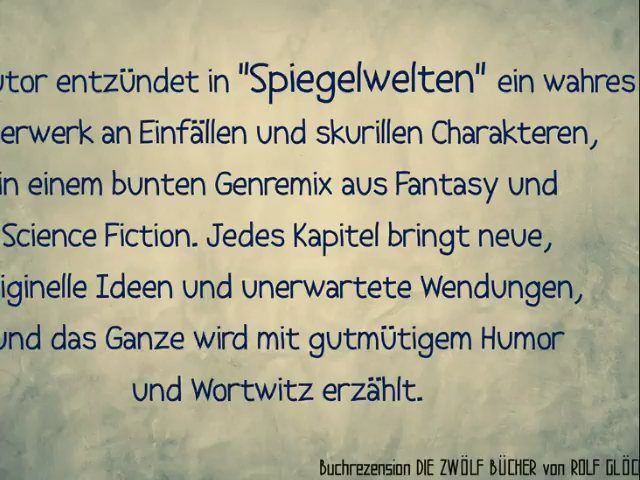 utor entzündet in "Spiegelwelten" ein wahres
erwerk an Einfällen und skurillen Charakteren,
in einem bunten Genremix aus Fantasy und
Science Fiction. Jedes Kapitel bringt neue,
iginelle Ideen und unerwartete Wendungen,
und das Ganze wird mit gutmütigem Humor
und Wortwitz erzählt.
Buchrezension DIE ZWÖLF BÜCHER von ROLF GLÖC